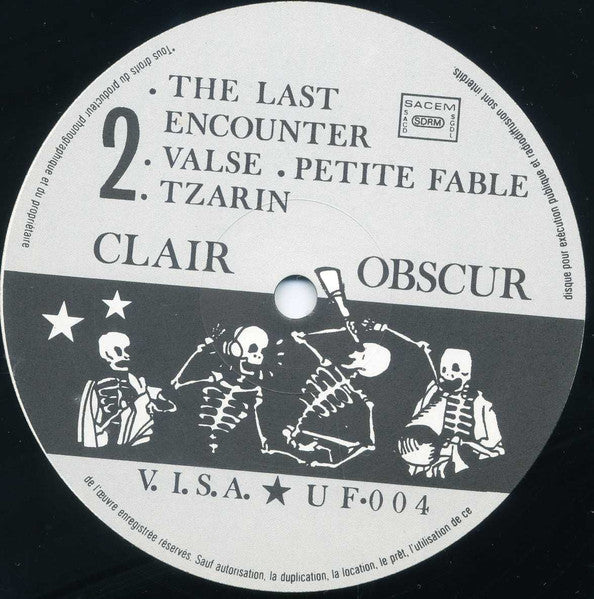 . THE LAST
ENCOUNTER
. VALSE . PETITE FABLE
. TZARIN
2
SACEM
SACD
SDRM
SGDL
CLAIR OBSCUR
V. I.S.A. ★ U F.004
*Tous droits du producteur phonographique et du propriétaire
de l'œuvre enregistrée réservés. Sauf autorisation, la duplication, la location, le prêt, l'utilisation de ce
disque pour exécution publique et radiodiffusion sont interdits.